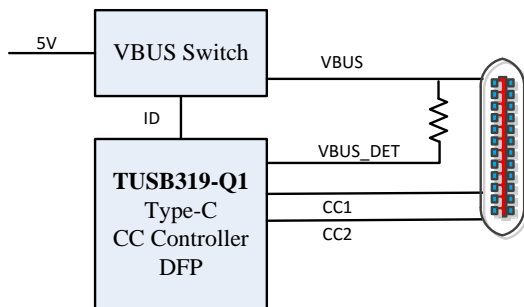 5V
VBUS Switch
VBUS
ID
VBUS_DET
TUSB319-Q1
Type-C
CC Controller
DFP
CC1
CC2